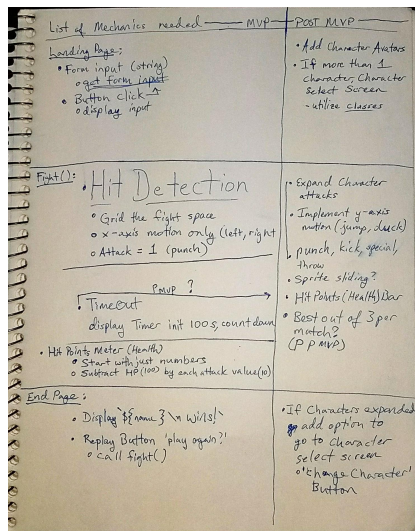 List of Mechanics needed — MVP — POST MVP
Landing Page:
• Form input (string)
o get form input
• Button click
o display input
• Add Character Avatars
• If more than 1
character, Character
Select Screen
- utilize classes
Fight():
• Hit Detection
o Grid the fight space
o x-axis motion only (left, right
o Attack = 1 (punch)
PMVP ?
• Timeout
display Timer init 100s, countdown
• Hit Points Meter (Health)
• Start with just numbers
• Subtract HP(100) by each attack value(10)
• Expand Character
attacks
• Implement y-axis
motion (jump, duck)
• punch, kick, special,
throw
• Sprite sliding?
• Hit Points (Health) Bar
• Best out of 3 per
match?
(P P MVP)
End Page:
• Display `${name} \n wins!`
• Replay Button 'play again?'
o call fight()
• If Characters expanded
add option to
go to character
select screen
o 'Change Character'
Button